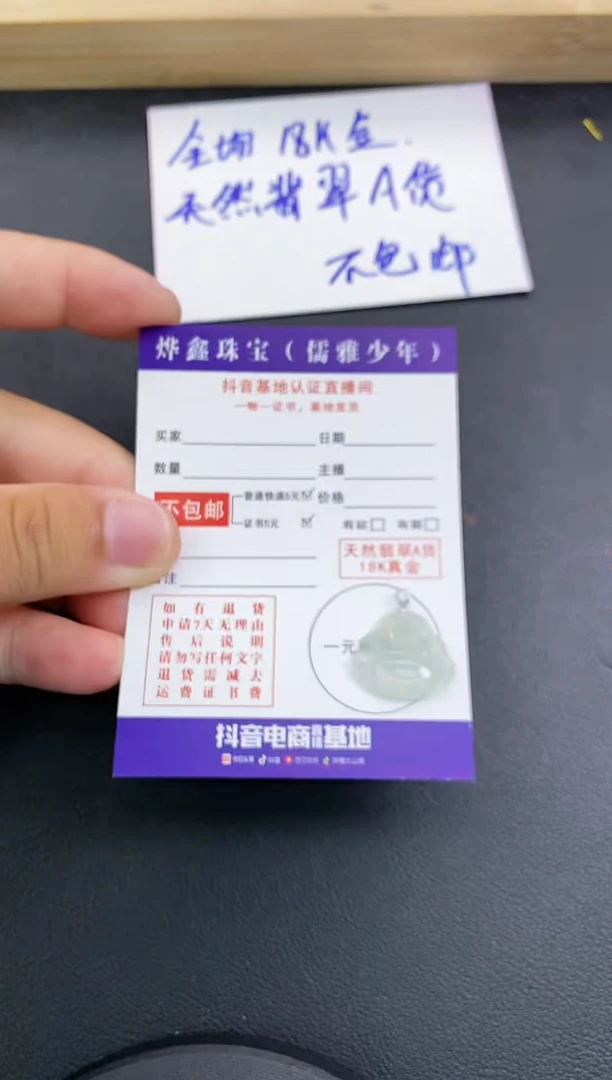 全场 18K金.
天然翡翠A货
不包邮
烨鑫珠宝（儒雅少年）
抖音基地认证直播间
一物一证书，基地直发
买家 日期
数量 主播
不包邮 普通快递5元 价格
证书5元
天然翡翠A货
18K真金
注
如有退货
申请7天无理由
售后说明
请勿写任何文字
退货需减去
运费证书费
一元
抖音电商直播基地